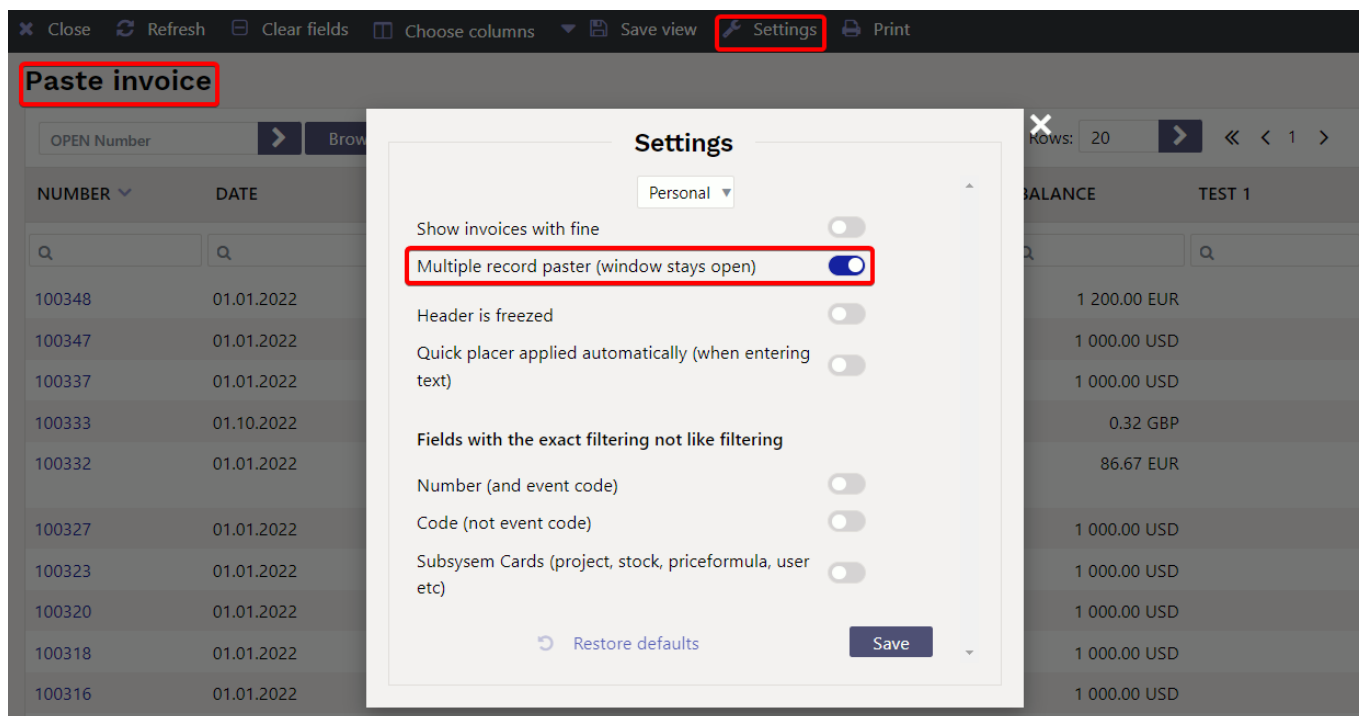 Close Refresh Clear fields Choose columns Save view Settings Print
Paste invoice
OPEN Number Brow Rows: 20 1
Settings
Personal
NUMBER DATE BALANCE TEST 1
Show invoices with fine
Multiple record paster (window stays open)
100348 01.01.2022 1 200.00 EUR
Header is freezed
100347 01.01.2022 1 000.00 USD
Quick placer applied automatically (when entering
text)
100337 01.01.2022 1 000.00 USD
100333 01.10.2022 0.32 GBP
Fields with the exact filtering not like filtering
100332 01.01.2022 86.67 EUR
Number (and event code)
Code (not event code)
100327 01.01.2022 1 000.00 USD
Subsysem Cards (project, stock, priceformula, user
etc)
100323 01.01.2022 1 000.00 USD
100320 01.01.2022 1 000.00 USD
Restore defaults Save
100318 01.01.2022 1 000.00 USD
100316 01.01.2022 1 000.00 USD